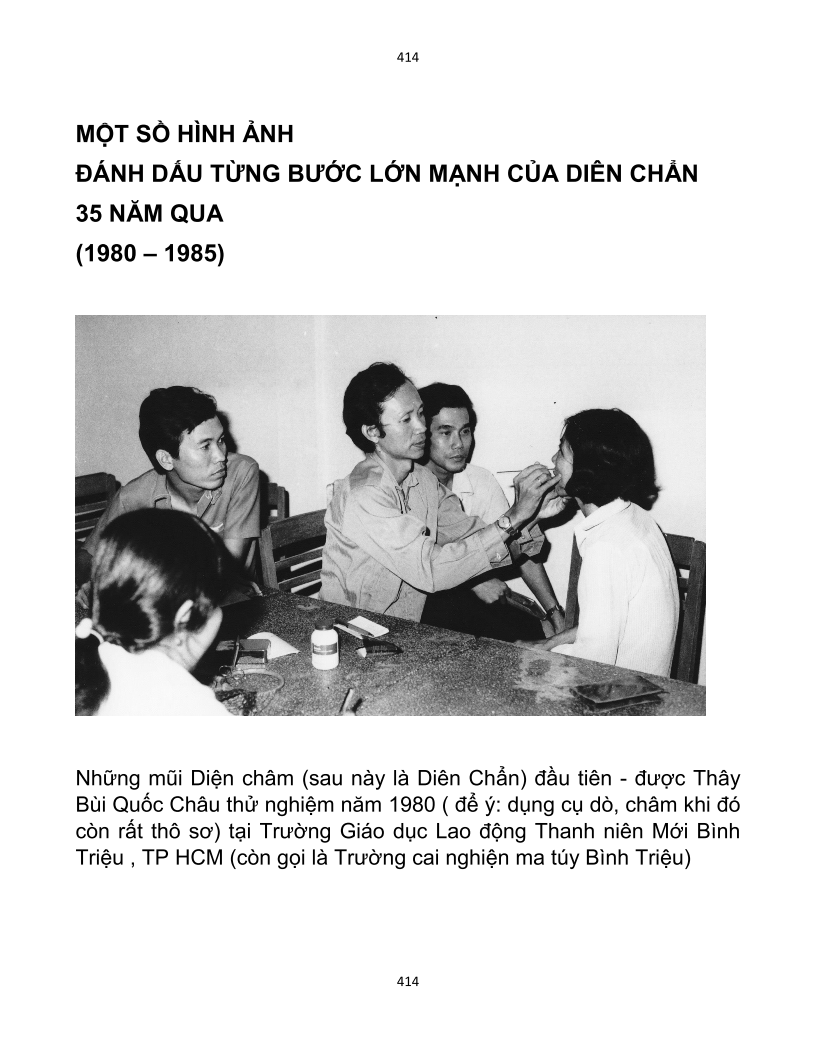 414
MỘT SỒ HÌNH ẢNH
ĐÁNH DẤU TỪNG BƯỚC LỚN MẠNH CỦA DIÊN CHẨN
35 NĂM QUA
(1980 – 1985)
Những mũi Diện châm (sau này là Diên Chẩn) đầu tiên - được Thây
Bùi Quốc Châu thử nghiệm năm 1980 ( để ý: dụng cụ dò, châm khi đó
còn rất thô sơ) tại Trường Giáo dục Lao động Thanh niên Mới Bình
Triệu , TP HCM (còn gọi là Trường cai nghiện ma túy Bình Triệu)
414